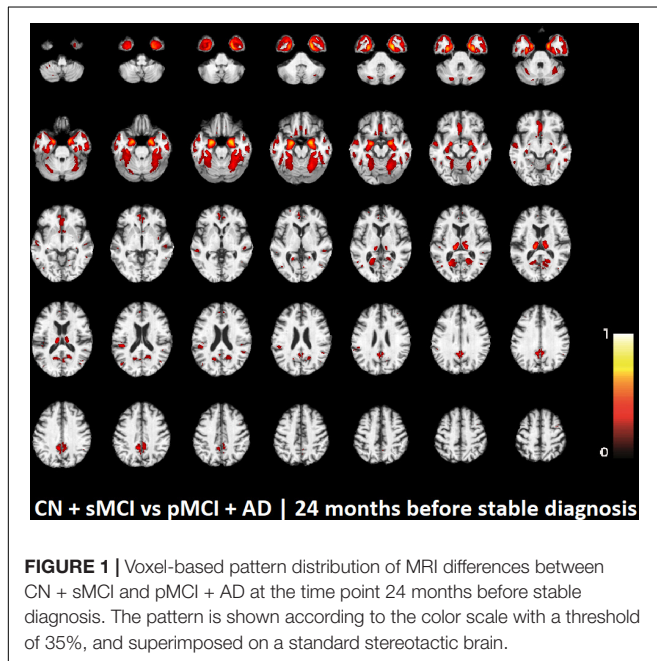 1
0
CN + sMCI vs pMCI + AD | 24 months before stable diagnosis
FIGURE 1 | Voxel-based pattern distribution of MRI differences between
CN + sMCI and pMCI + AD at the time point 24 months before stable
diagnosis. The pattern is shown according to the color scale with a threshold
of 35%, and superimposed on a standard stereotactic brain.